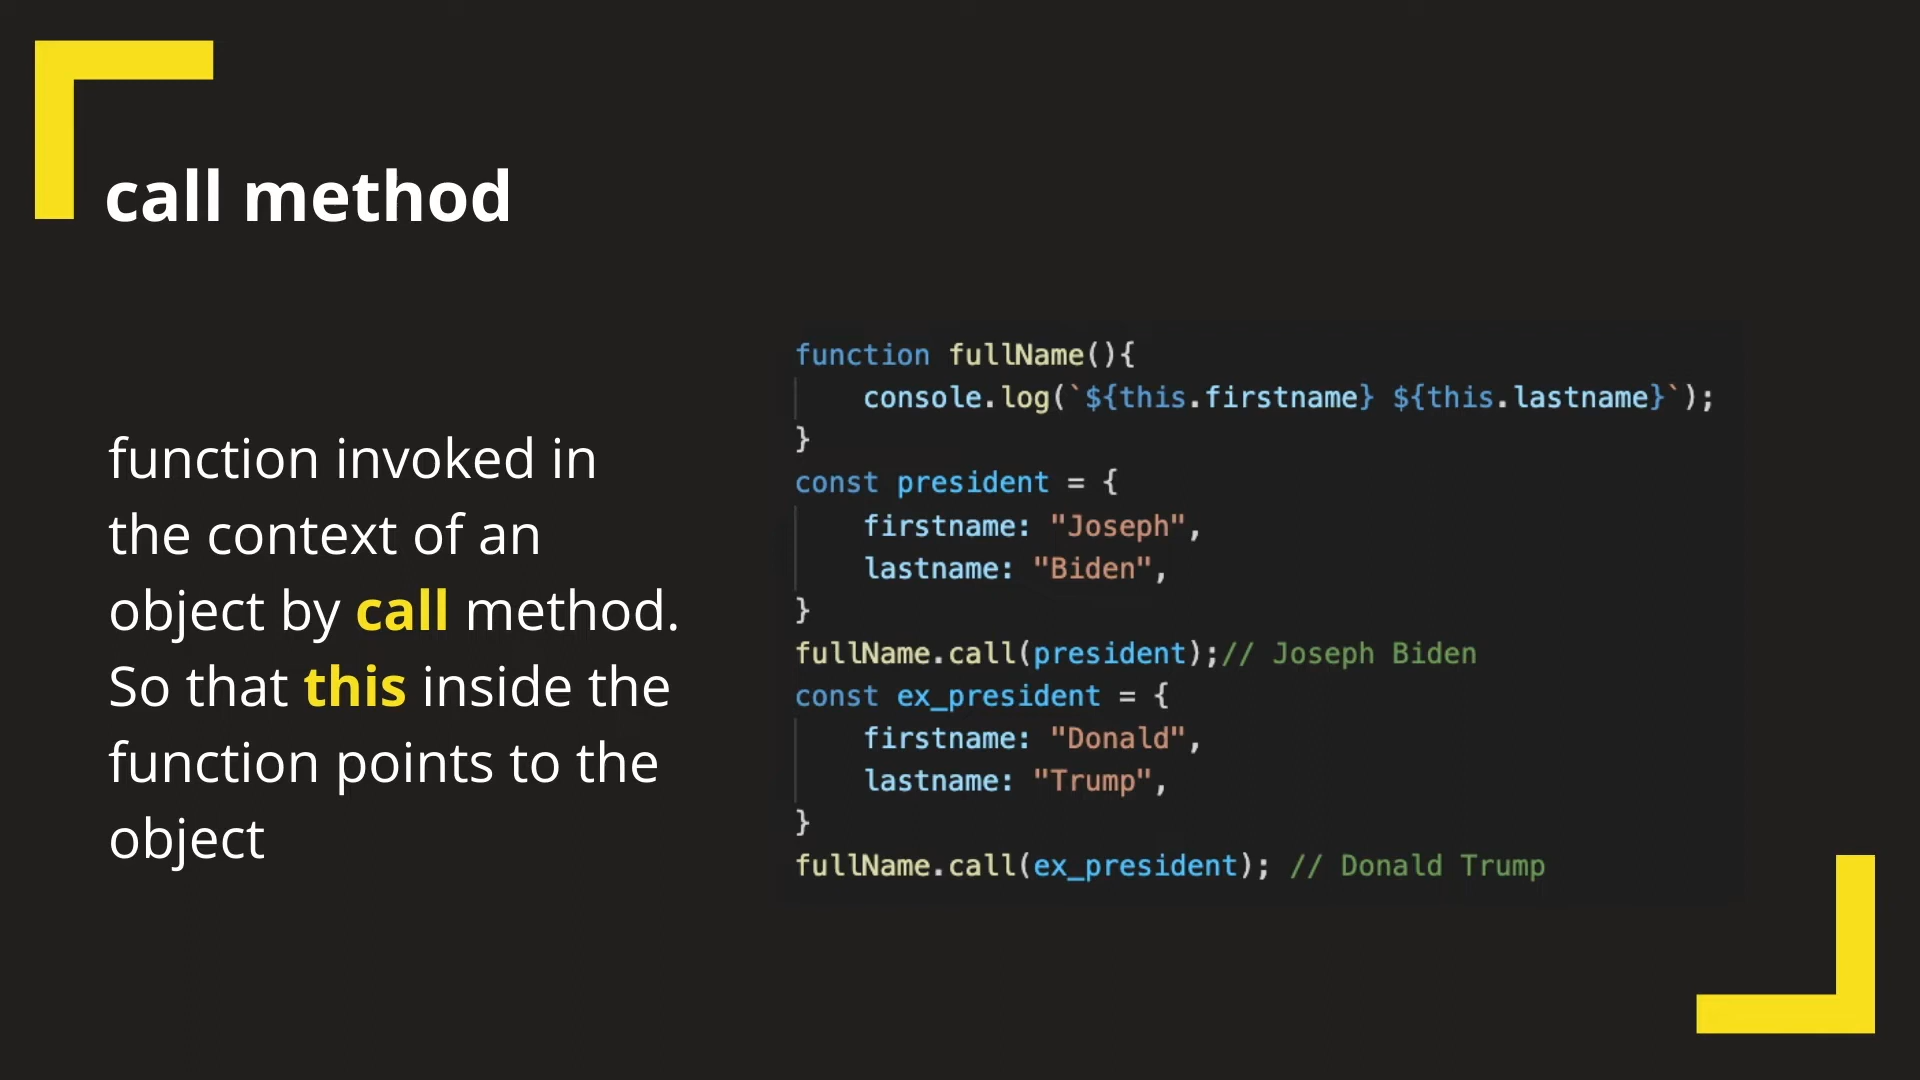 call method
function invoked in
the context of an
object by call method.
So that this inside the
function points to the
object
function fullName(){
    console.log(`${this.firstname} ${this.lastname}`);
}
const president = {
    firstname: "Joseph",
    lastname: "Biden",
}
fullName.call(president);// Joseph Biden
const ex_president = {
    firstname: "Donald",
    lastname: "Trump",
}
fullName.call(ex_president); // Donald Trump